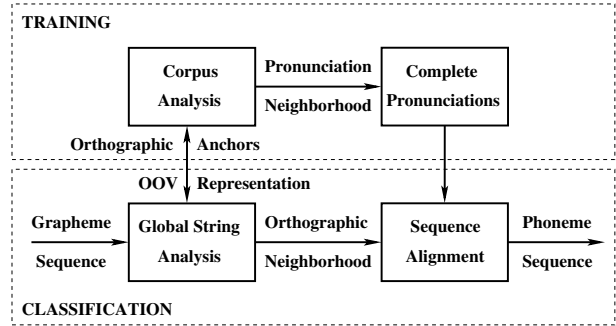 TRAINING
Corpus
Analysis
Pronunciation
Neighborhood
Complete
Pronunciations
Orthographic Anchors
OOV Representation
Grapheme
Sequence
Global String
Analysis
Orthographic
Neighborhood
Sequence
Alignment
Phoneme
Sequence
CLASSIFICATION